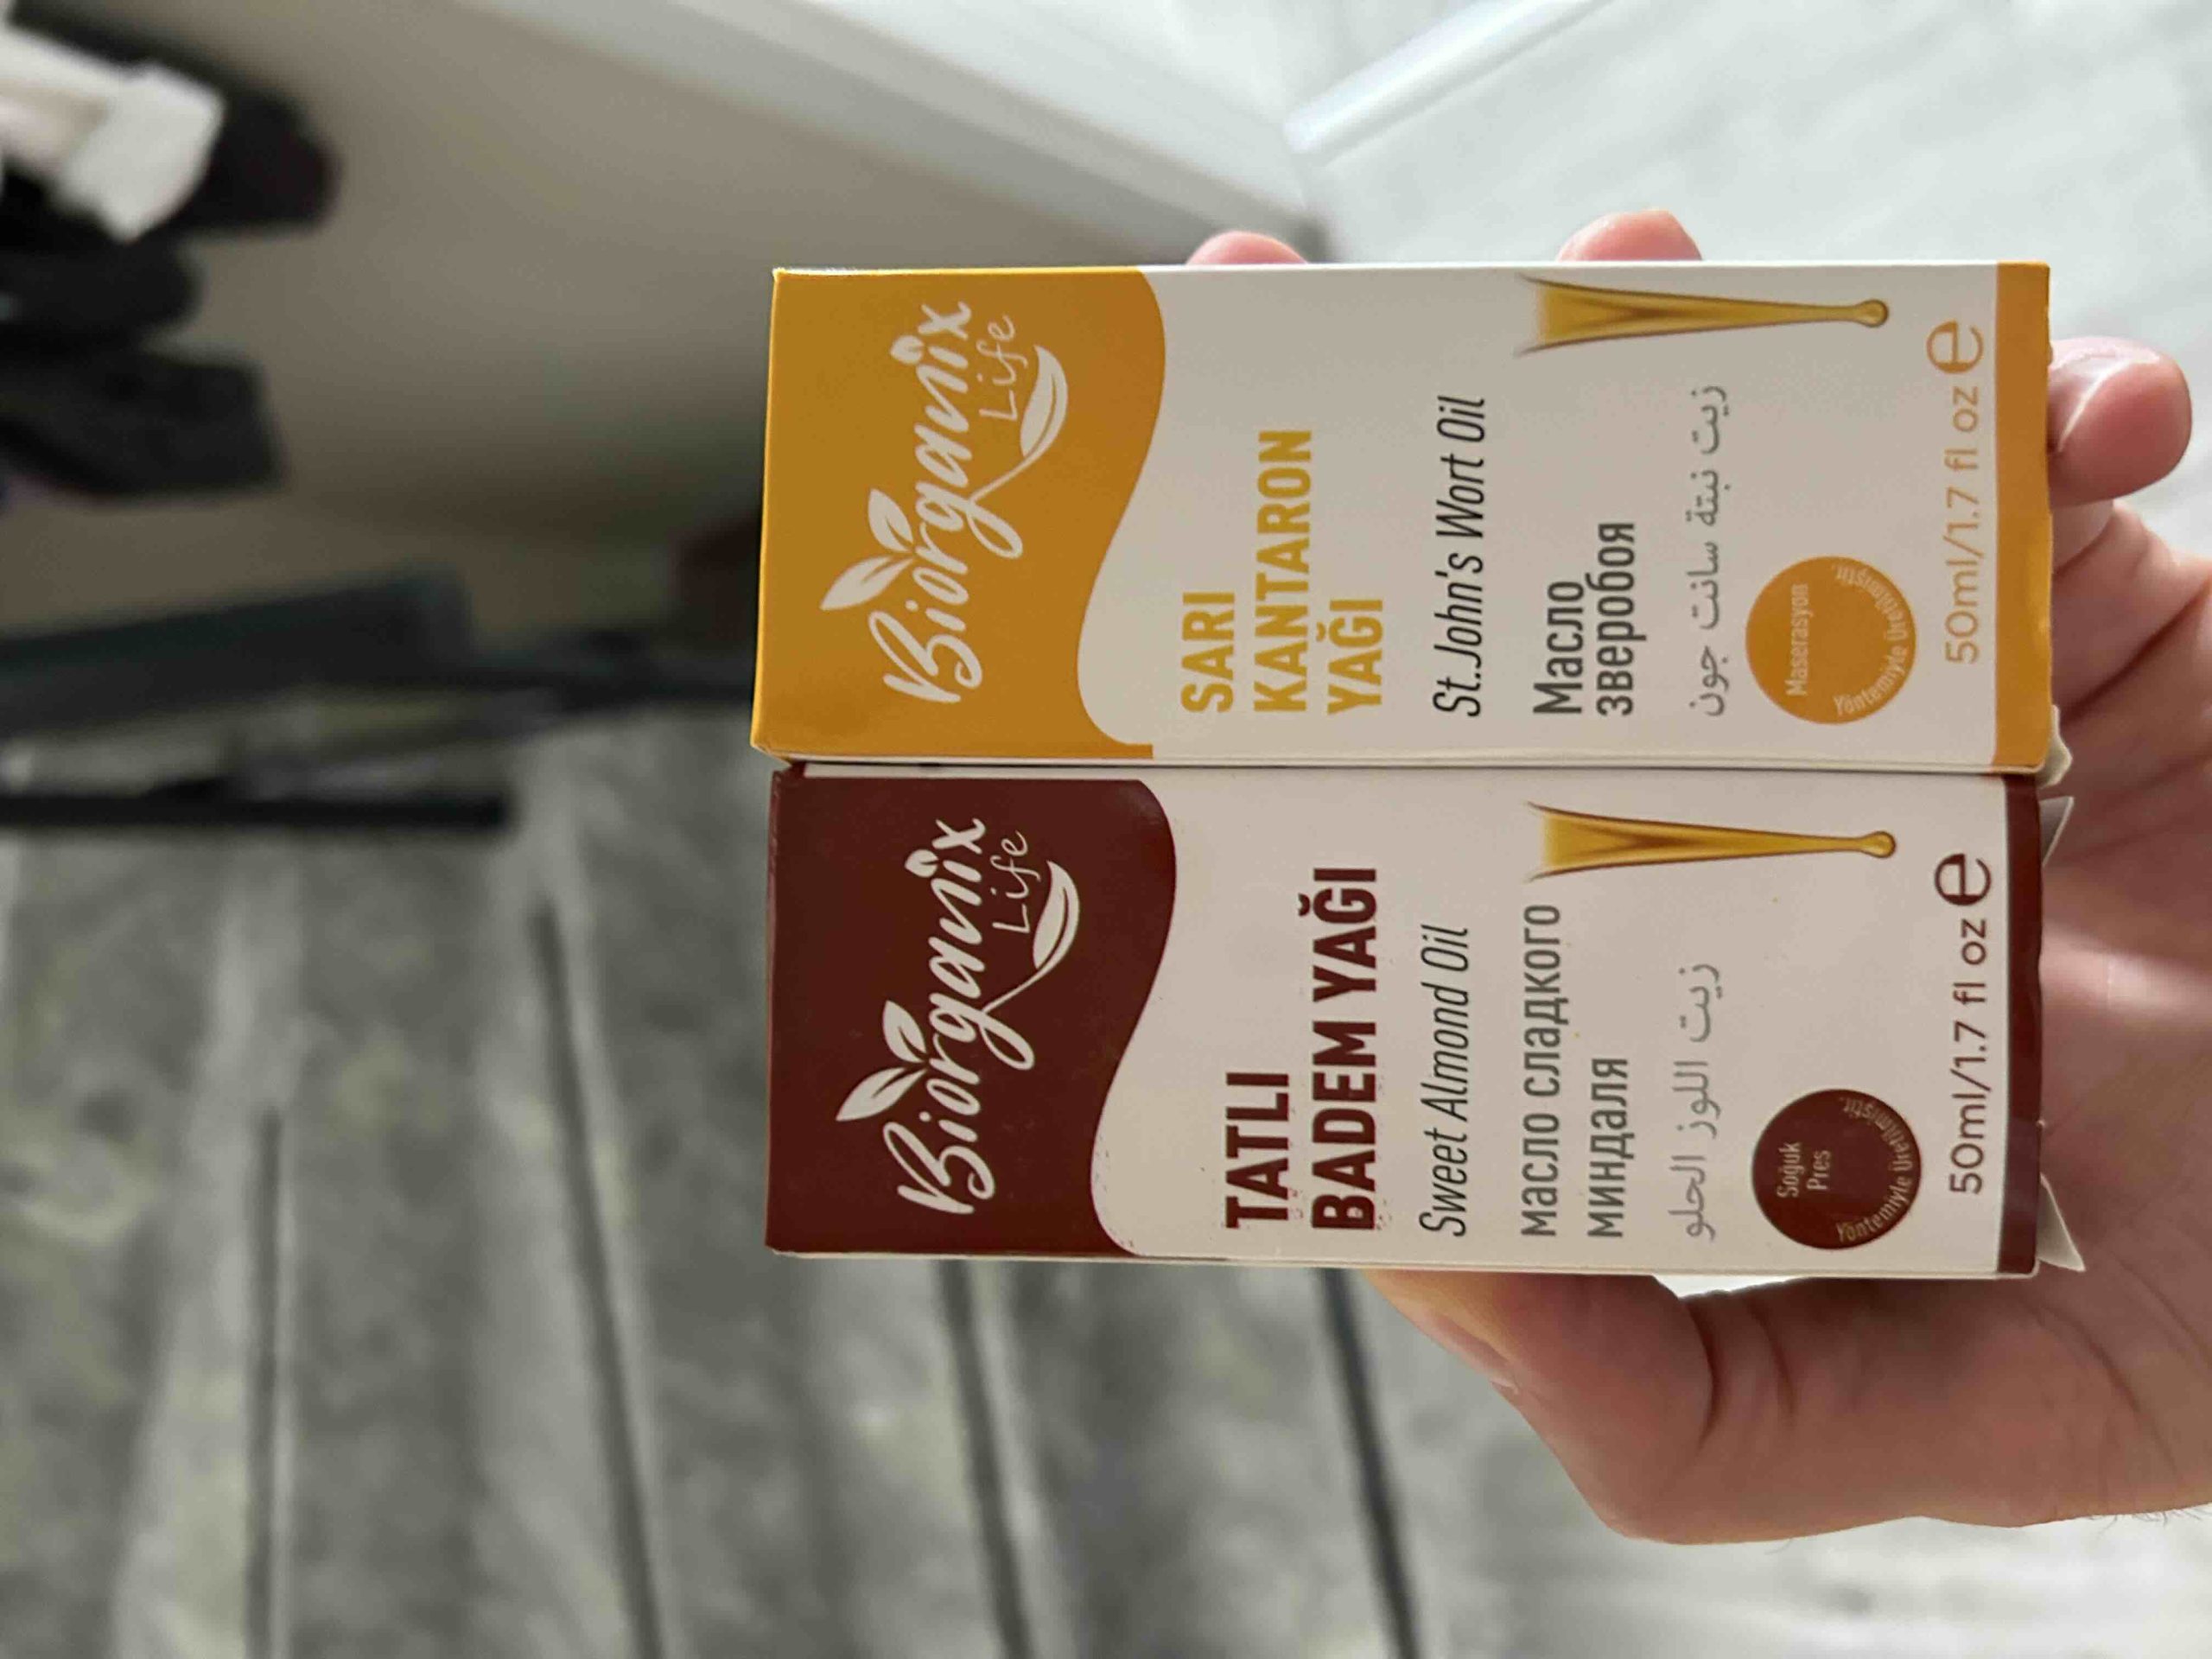 Biorganix
Life
TATLI
BADEM YAĞI
Sweet Almond Oil
масло сладкого
миндаля
زيت اللوز الحلو
Soğuk
Pres
Yöntemiyle Üretilmiştir.
50ml/1.7 fl oz e
Biorganix
Life
SARI
KANTARON
YAĞI
St.John's Wort Oil
Масло
зверобоя
زيت نبتة سانت جون
Maserasyon
Yöntemiyle Üretilmiştir.
50ml/1.7 fl oz e